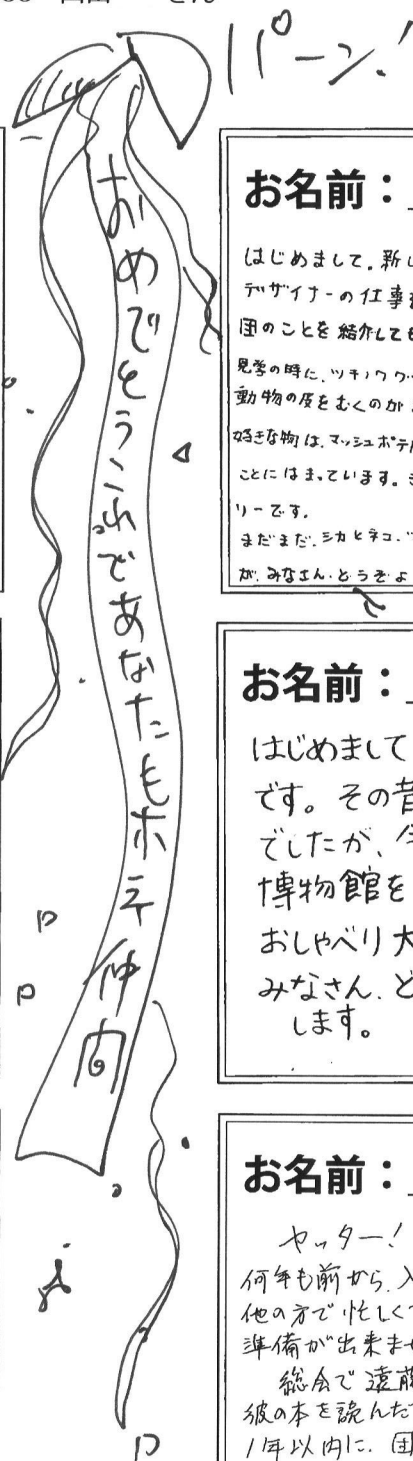 パーン!
おめでとうこれであなたもホネ仲間
お名前:
はじめまして。新し
デザイナーの仕事を
団のことを紹介しても
見学の時に、ツチノウ
動物の皮をむくのが
好きな物は、マッシュポテ
ことにはまっています。
リーです。
まだまだ、シカとネコ、
が、みなさん、どうぞよ
お名前:
はじめまして
です。その昔
でしたが、今
博物館を
おしゃべり大
みなさん、ど
します。
お名前:
ヤッター!
何年も前から、入
他の方で忙しくて
準備が出来ませ
総会で遠藤
彼の本を読んだ
1年以内に、団